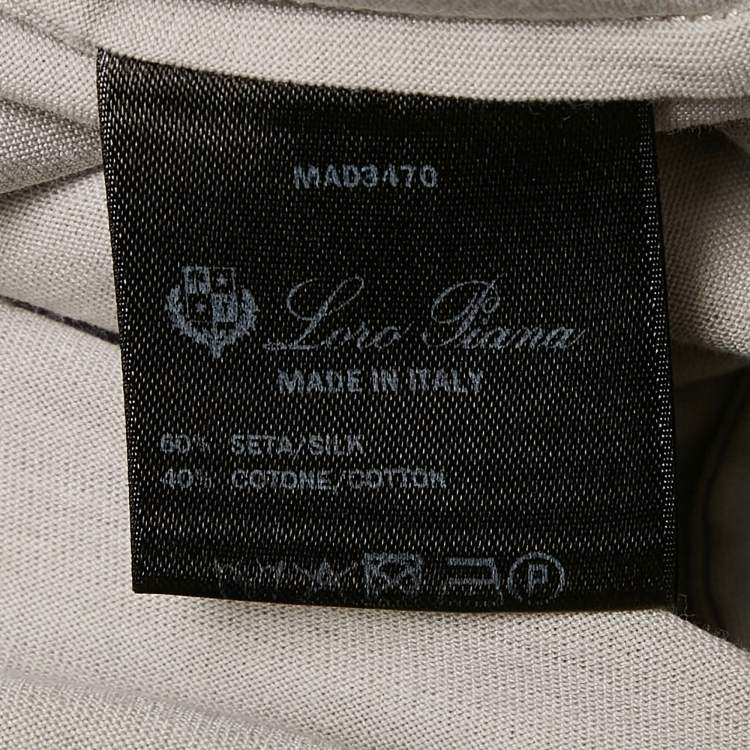 MAD3470
Loro Piana
MADE IN ITALY
60% SETA/SILK
40% COTONE/COTTON
P